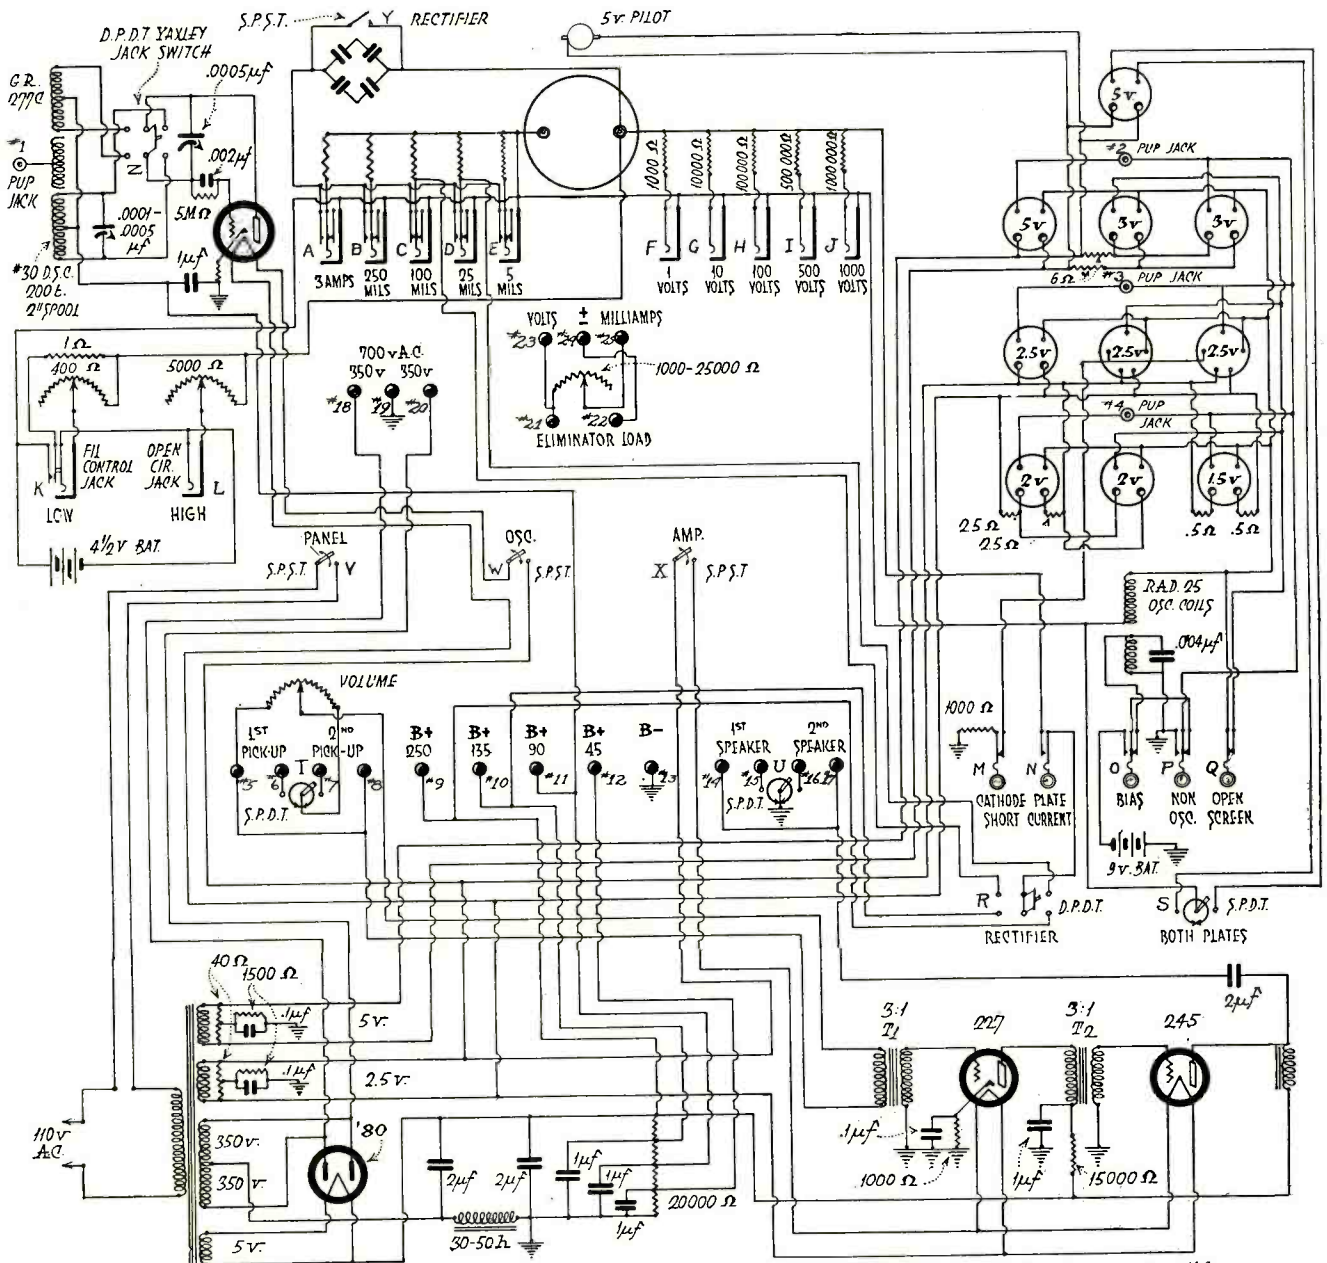 S.P.S.T.
Y
RECTIFIER
5v. PILOT
D.P.D.T YAXLEY
JACK SWITCH
.0005µf
G.R.
277C
#1
PUP
JACK
Z
.002µf
5MΩ
.0001-
.0005
µf
1µf
#30 D.S.C.
200 t.
2" SPOOL
A
B
C
D
E
3 AMPS
250
MILS
100
MILS
25
MILS
5
MILS
1000 Ω
10000 Ω
100000 Ω
500000 Ω
1000000 Ω
F
G
H
I
J
1
VOLTS
10
VOLTS
100
VOLTS
500
VOLTS
1000
VOLTS
5v.
#2 PUP JACK
5v
3v
3v
6Ω
#3 PUP JACK
2.5v
2.5v
2.5v
#4 PUP
JACK
2v
2v
1.5v
25 Ω
25 Ω
.5Ω
.5Ω
VOLTS
±
MILLIAMPS
#23
#24
#25
1000-25000 Ω
#21
#22
ELIMINATOR LOAD
700 v A.C.
350v
350v
#18
#19
#20
1Ω
400 Ω
5000 Ω
K
FIL
CONTROL
JACK
OPEN
CIR.
JACK
L
LOW
HIGH
4½V BAT.
PANEL
S.P.S.T.
V
OSC.
W
S.P.S.T.
AMP.
X
S.P.S.T
RAD. 25
OSC. COILS
.004µf
VOLUME
1ST
PICK-UP
2ND
PICK-UP
#5
#6
T
#7
#8
S.P.D.T.
B+
250
#9
B+
135
#10
B+
90
#11
B+
45
#12
B-
#13
1ST
SPEAKER
2ND
SPEAKER
#14
#15
U
#16
17
S.P.D.T.
1000 Ω
M
N
CATHODE
SHORT
PLATE
CURRENT
O
P
Q
BIAS
NON
OSC.
OPEN
SCREEN
9v. BAT.
R
D.P.D.T.
RECTIFIER
S
S.P.D.T.
BOTH PLATES
40Ω
1500 Ω
.1µf
5v.
.1µf
2.5v.
110v
A.C.
350v.
350v.
5v.
'80
2µf
2µf
1µf
1µf
1µf
30-50h
20000 Ω
3:1
T1
227
3:1
T2
245
2µf
.1µf
1000 Ω
1µf
15000 Ω